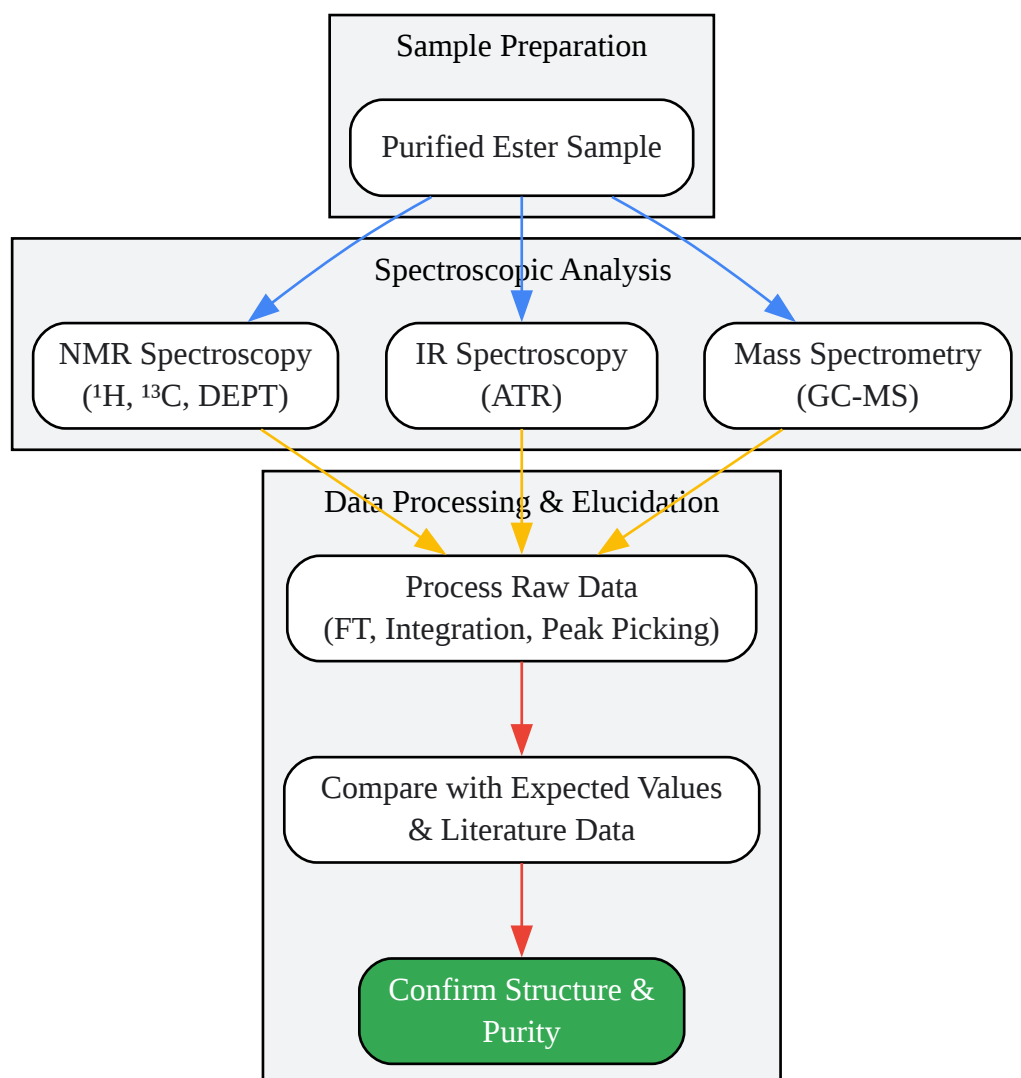 Sample Preparation
Purified Ester Sample
Spectroscopic Analysis
NMR Spectroscopy
(¹H, ¹³C, DEPT)
IR Spectroscopy
(ATR)
Mass Spectrometry
(GC-MS)
Data Processing & Elucidation
Process Raw Data
(FT, Integration, Peak Picking)
Compare with Expected Values
& Literature Data
Confirm Structure &
Purity